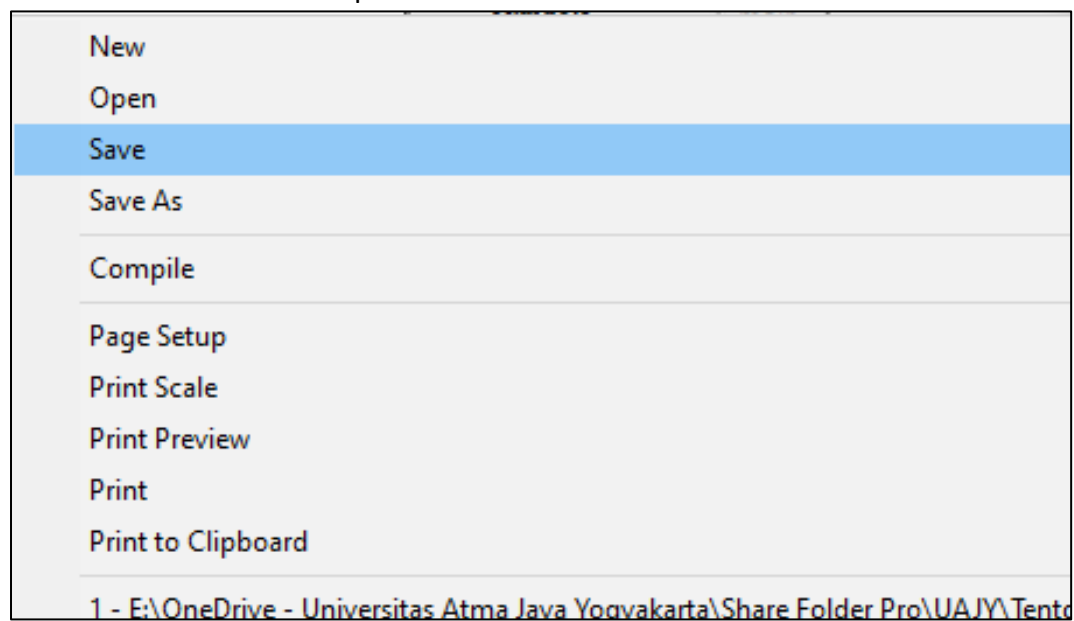 New
Open
Save
Save As
Compile
Page Setup
Print Scale
Print Preview
Print
Print to Clipboard
1 - E:\OneDrive - Universitas Atma Jaya Yogyakarta\Share Folder Pro\UAJY\Tento